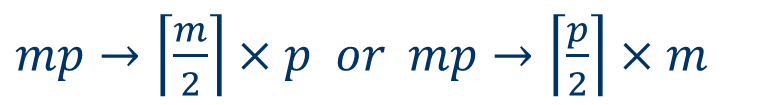 mp → ⌈m/2⌉ × p or mp → ⌈p/2⌉ × m